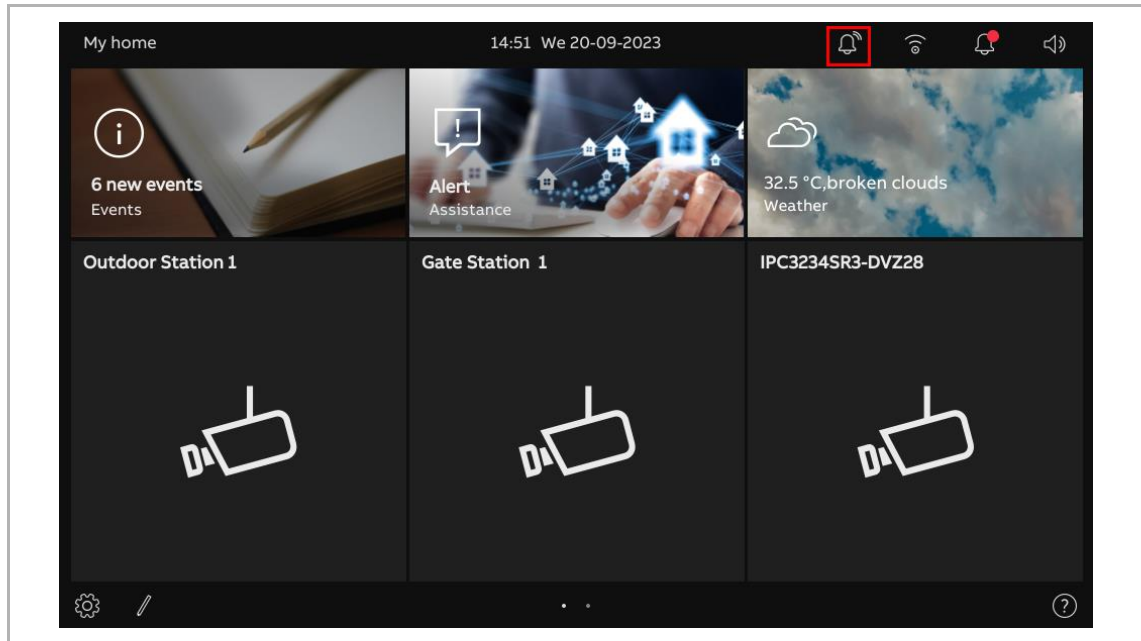 My home
14:51 We 20-09-2023
6 new events
Events
Alert
Assistance
32.5 °C,broken clouds
Weather
Outdoor Station 1
Gate Station 1
IPC3234SR3-DVZ28